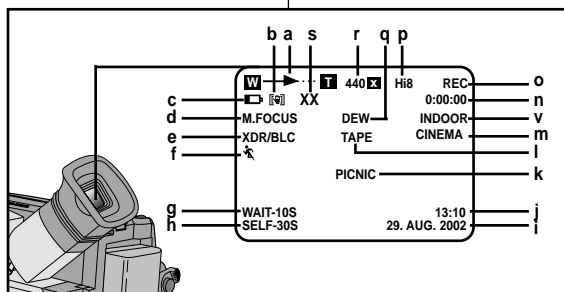 b a s r q p
W T 440 X Hi8 REC o
c XX 0:00:00 n
d M.FOCUS DEW INDOOR v
e XDR/BLC TAPE CINEMA m
f l
PICNIC k
g WAIT-10S 13:10 j
h SELF-30S 29. AUG. 2002 i